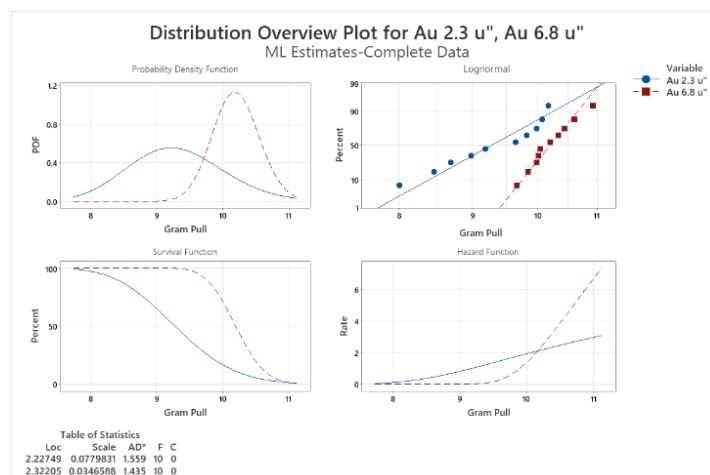 Distribution Overview Plot for Au 2.3 u", Au 6.8 u"
ML Estimates-Complete Data
Probability Density Function
1.2
0.8
0.4
0.0
PDF
8 9 10 11
Gram Pull
Lognormal
99
90
50
10
1
Percent
8 9 10 11
Gram Pull
Variable
Au 2.3 u"
Au 6.8 u"
Survival Function
100
50
0
Percent
8 9 10 11
Gram Pull
Hazard Function
6
4
2
0
Rate
8 9 10 11
Gram Pull
Table of Statistics
Loc Scale AD* F C
2.22749 0.0779831 1.559 10 0
2.32205 0.0346588 1.435 10 0